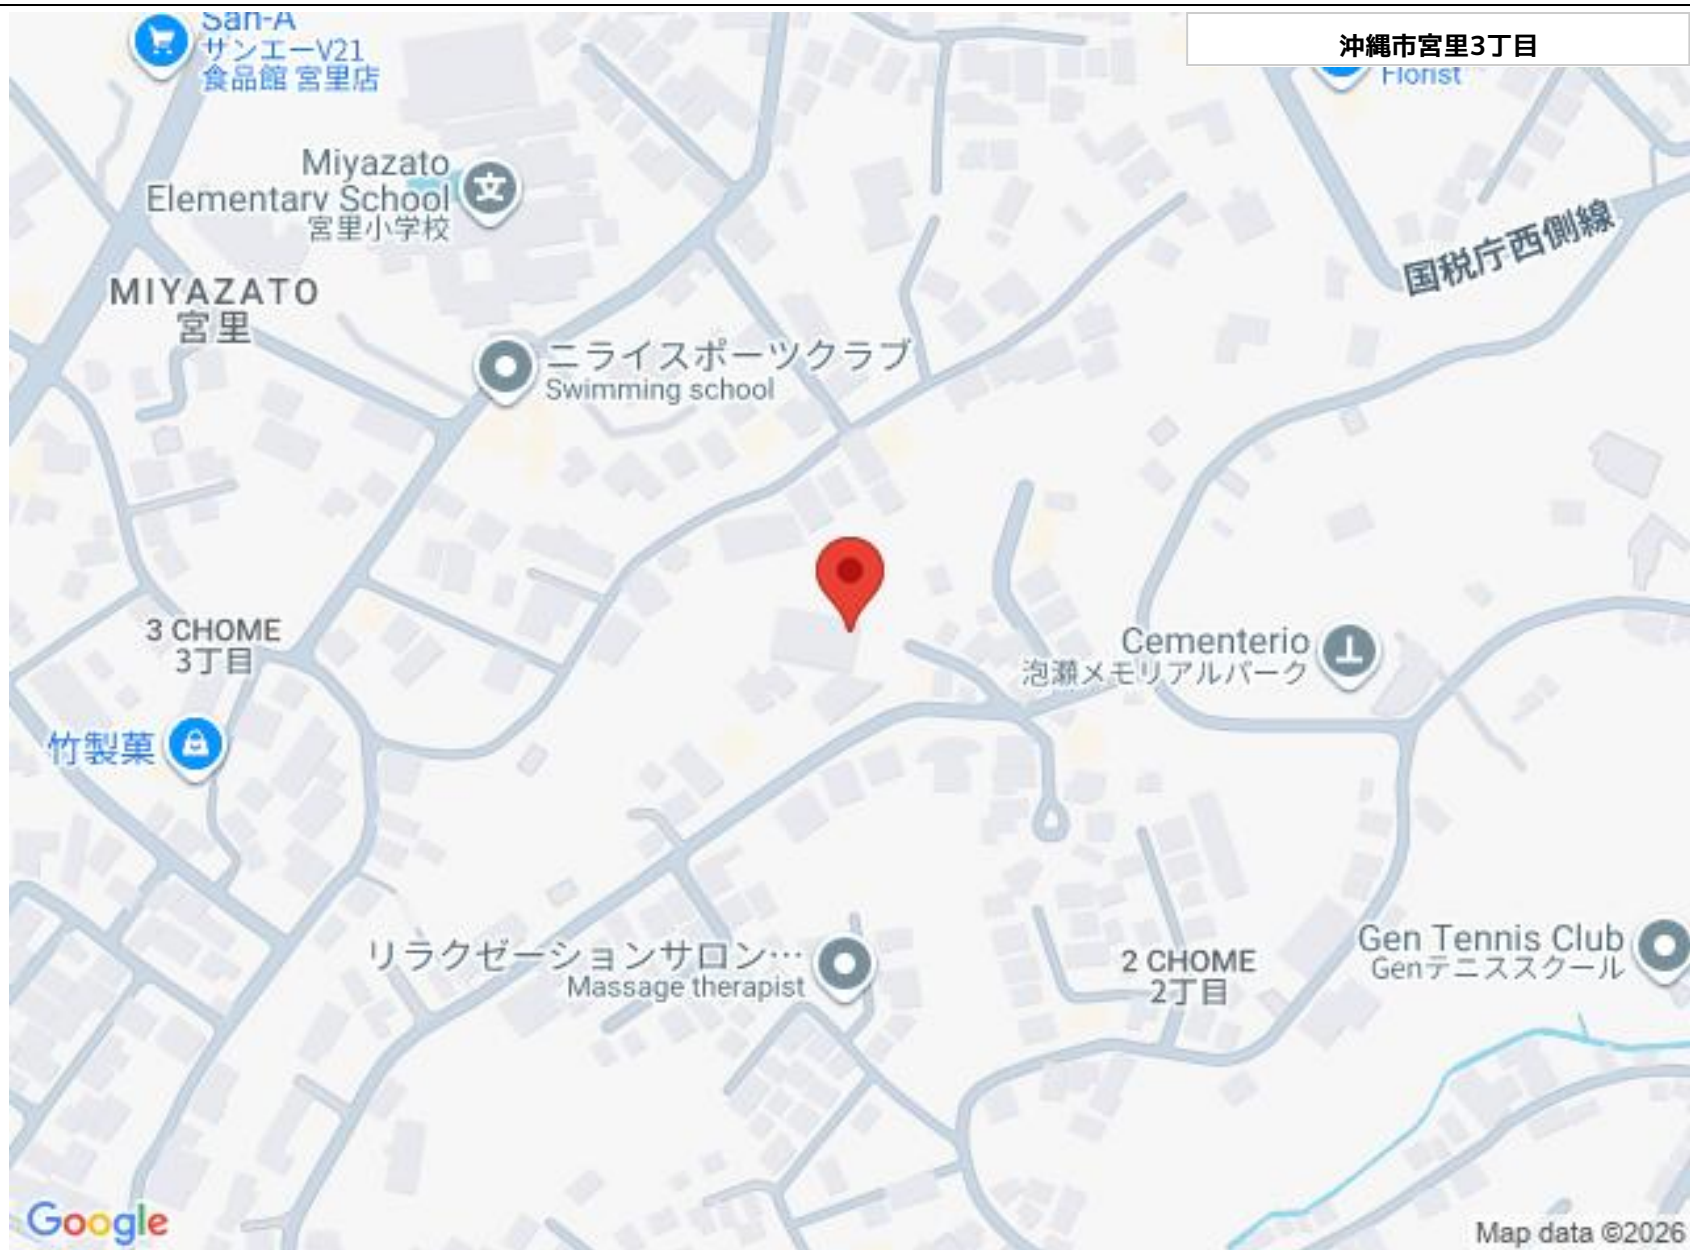 San-A
サンエーV21
食品館 宮里店
沖縄市宮里3丁目
Florist
Miyazato
Elementary School
宮里小学校
国税庁西側線
MIYAZATO
宮里
ニライスポーツクラブ
Swimming school
3 CHOME
3丁目
Cementerio
泡瀬メモリアルパーク
竹製菓
リラクゼーションサロン…
Massage therapist
2 CHOME
2丁目
Gen Tennis Club
Genテニススクール
Google
Map data ©2026